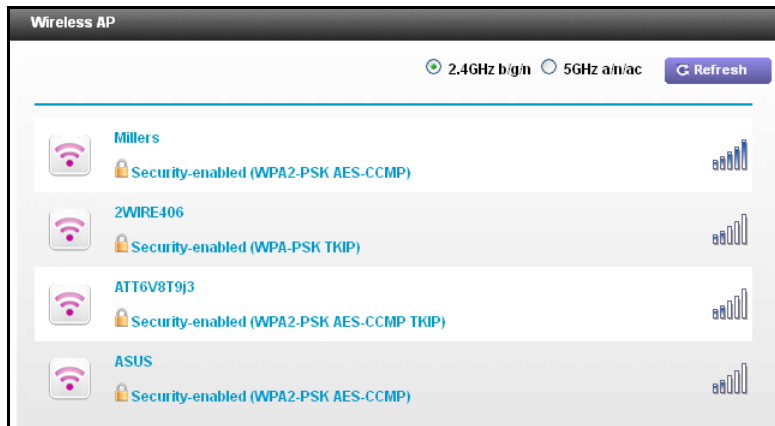 Wireless AP
2.4GHz b/g/n 5GHz a/n/ac Refresh
Millers
Security-enabled (WPA2-PSK AES-CCMP)
2WIRE406
Security-enabled (WPA-PSK TKIP)
ATT6V8T9j3
Security-enabled (WPA2-PSK AES-CCMP TKIP)
ASUS
Security-enabled (WPA2-PSK AES-CCMP)